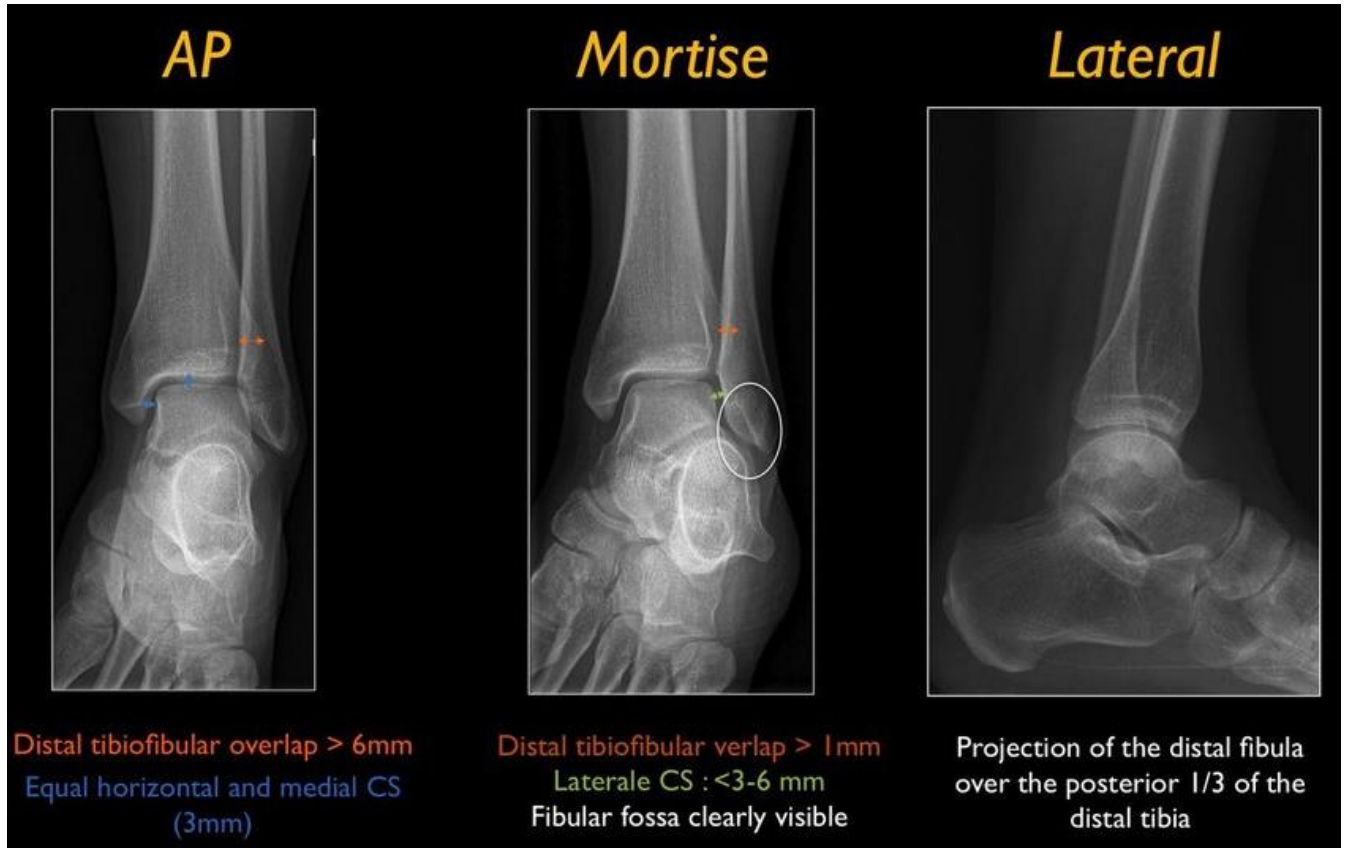 AP
Mortise
Lateral
Distal tibiofibular overlap > 6mm
Equal horizontal and medial CS
(3mm)
Distal tibiofibular verlap > 1mm
Laterale CS : <3-6 mm
Fibular fossa clearly visible
Projection of the distal fibula
over the posterior 1/3 of the
distal tibia